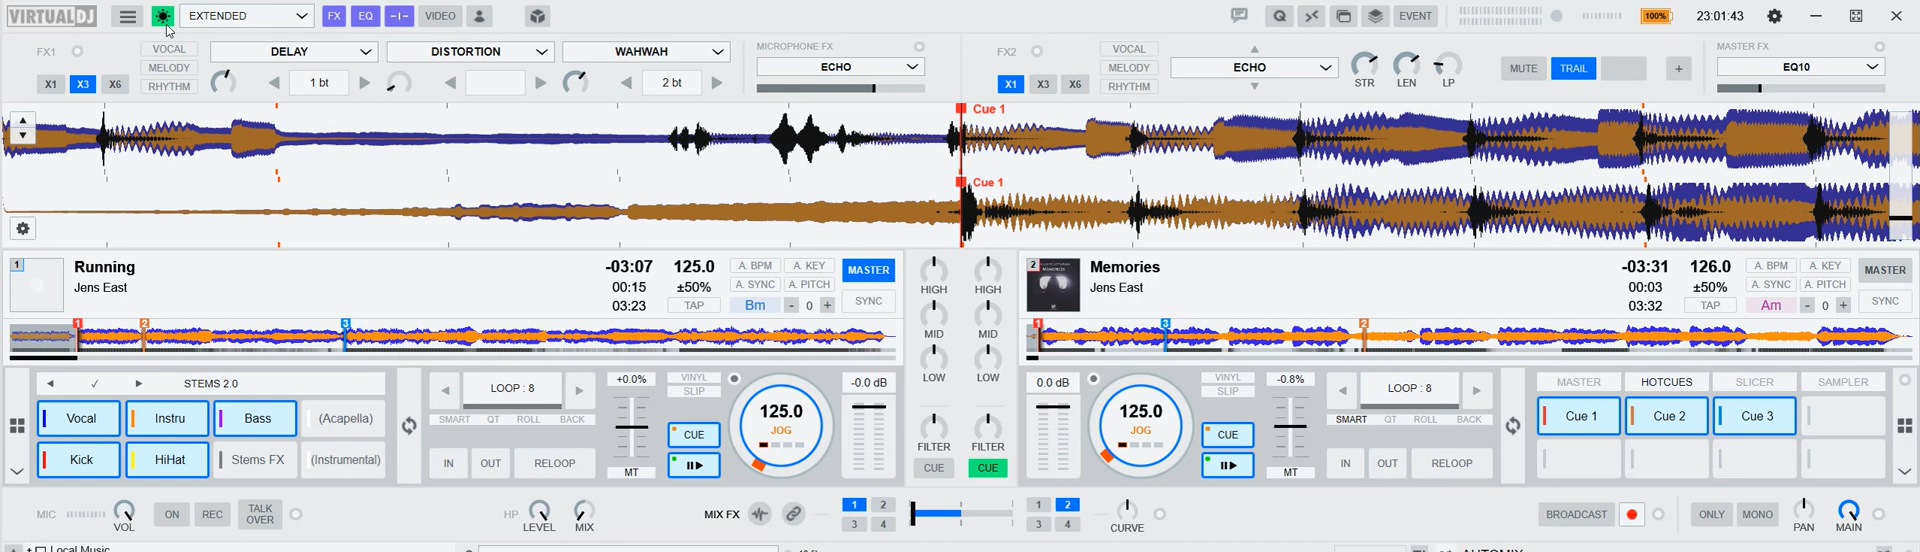 VIRTUALDJ EXTENDED FX EQ VIDEO Q EVENT 100% 23:01:43
FX1 VOCAL MELODY RHYTHM X1 X3 X6
DELAY DISTORTION WAHWAH
1 bt 2 bt
MICROPHONE FX
ECHO
FX2 VOCAL MELODY RHYTHM X1 X3 X6
ECHO
STR LEN LP
MUTE TRAIL +
MASTER FX
EQ10
Cue 1
Cue 1
1 Running
Jens East
-03:07 125.0
00:15 ±50%
03:23 TAP
A. BPM A. KEY MASTER
A. SYNC A. PITCH
Bm - 0 + SYNC
1 2 3
HIGH HIGH
MID MID
LOW LOW
FILTER FILTER
CUE CUE
2 Memories
Jens East
-03:31 126.0
00:03 ±50%
03:32 TAP
A. BPM A. KEY MASTER
A. SYNC A. PITCH
Am - 0 + SYNC
1 3 2
STEMS 2.0
Vocal Instru Bass (Acapella)
Kick HiHat Stems FX (Instrumental)
LOOP : 8
SMART QT ROLL BACK
IN OUT RELOOP
+0.0%
MT
VINYL
SLIP
CUE
125.0
JOG
-0.0 dB
0.0 dB
125.0
JOG
VINYL
SLIP
CUE
-0.8%
MT
LOOP : 8
SMART QT ROLL BACK
IN OUT RELOOP
MASTER HOTCUES SLICER SAMPLER
Cue 1 Cue 2 Cue 3
MIC VOL ON REC TALK OVER
HP LEVEL MIX
MIX FX
1 2
3 4
1 2
3 4
CURVE
BROADCAST
ONLY MONO PAN MAIN
Local Music AUTOMIX